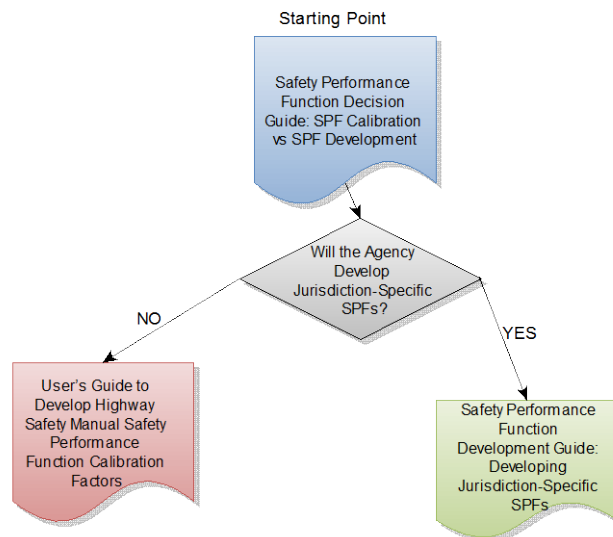 Starting Point
Safety Performance
Function Decision
Guide: SPF Calibration
vs SPF Development
Will the Agency
Develop
Jurisdiction-Specific
SPFs?
NO
YES
User's Guide to
Develop Highway
Safety Manual Safety
Performance
Function Calibration
Factors
Safety Performance
Function
Development Guide:
Developing
Jurisdiction-Specific
SPFs